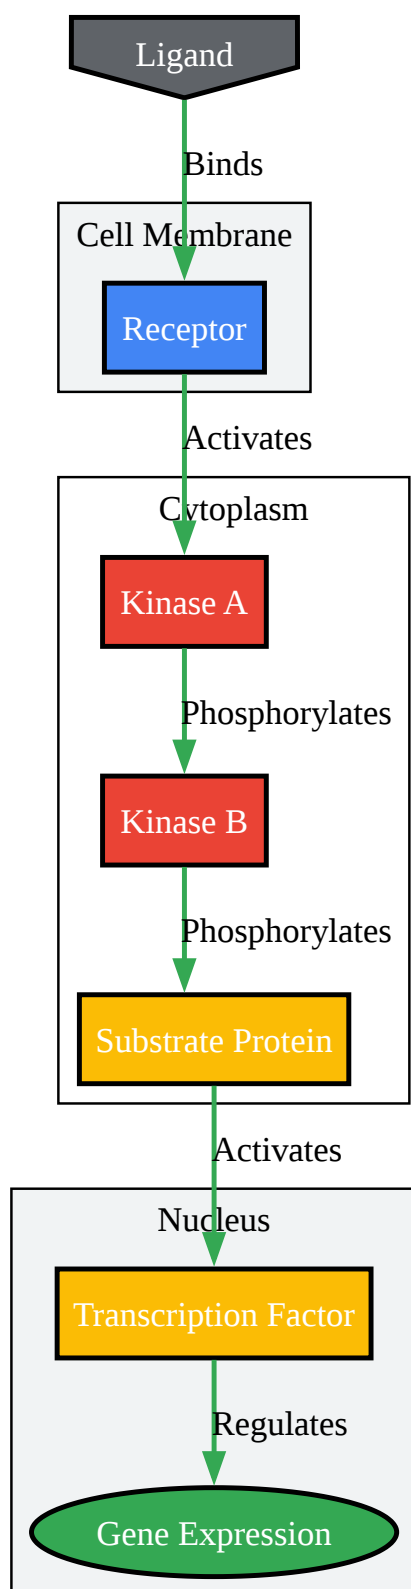 Ligand
Binds
Cell Membrane
Receptor
Activates
Cytoplasm
Kinase A
Phosphorylates
Kinase B
Phosphorylates
Substrate Protein
Activates
Nucleus
Transcription Factor
Regulates
Gene Expression